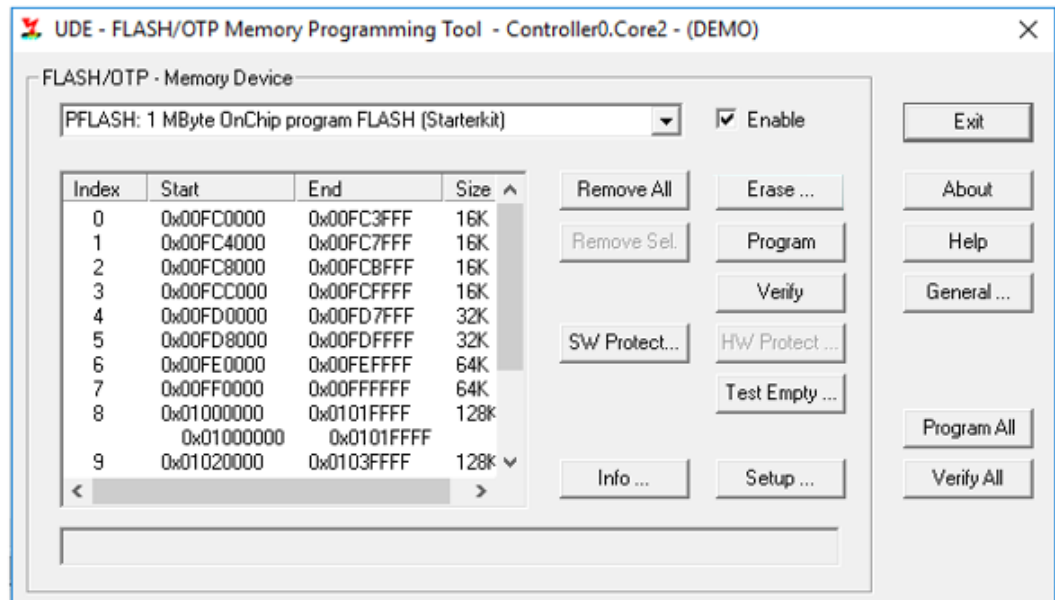 UDE - FLASH/OTP Memory Programming Tool - Controller0.Core2 - (DEMO)
FLASH/OTP - Memory Device
PFLASH: 1 MByte OnChip program FLASH (Starterkit)
Enable
Exit
Index Start End Size
0 0x00FC0000 0x00FC3FFF 16K
1 0x00FC4000 0x00FC7FFF 16K
2 0x00FC8000 0x00FCBFFF 16K
3 0x00FCC000 0x00FCFFFF 16K
4 0x00FD0000 0x00FD7FFF 32K
5 0x00FD8000 0x00FDFFFF 32K
6 0x00FE0000 0x00FEFFFF 64K
7 0x00FF0000 0x00FFFFFF 64K
8 0x01000000 0x0101FFFF 128K
0x01000000 0x0101FFFF
9 0x01020000 0x0103FFFF 128K
Remove All
Erase ...
About
Remove Sel.
Program
Help
Verify
General ...
SW Protect...
HW Protect ...
Test Empty ...
Program All
Info ...
Setup ...
Verify All